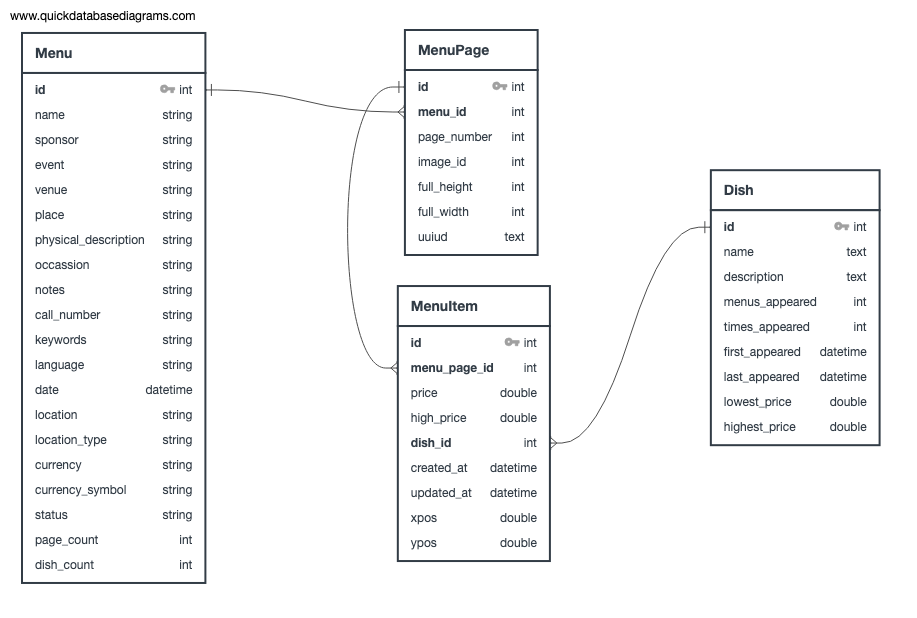 www.quickdatabasediagrams.com
Menu
id int
name string
sponsor string
event string
venue string
place string
physical_description string
occassion string
notes string
call_number string
keywords string
language string
date datetime
location string
location_type string
currency string
currency_symbol string
status string
page_count int
dish_count int
MenuPage
id int
menu_id int
page_number int
image_id int
full_height int
full_width int
uuiud text
MenuItem
id int
menu_page_id int
price double
high_price double
dish_id int
created_at datetime
updated_at datetime
xpos double
ypos double
Dish
id int
name text
description text
menus_appeared int
times_appeared int
first_appeared datetime
last_appeared datetime
lowest_price double
highest_price double